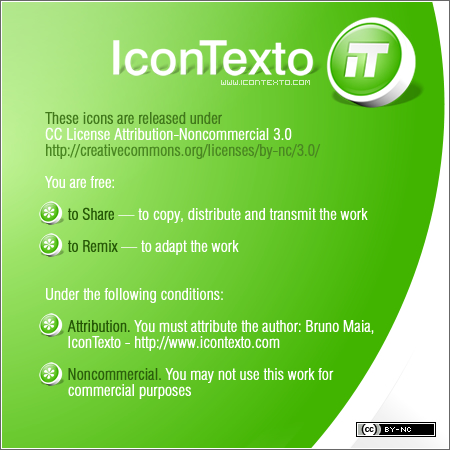 IconTexto
iT
WWW.ICONTEXTO.COM
These icons are released under
CC License Attribution-Noncommercial 3.0
http://creativecommons.org/licenses/by-nc/3.0/
You are free:
to Share — to copy, distribute and transmit the work
to Remix — to adapt the work
Under the following conditions:
Attribution. You must attribute the author: Bruno Maia,
IconTexto - http://www.icontexto.com
Noncommercial. You may not use this work for
commercial purposes
cc BY-NC